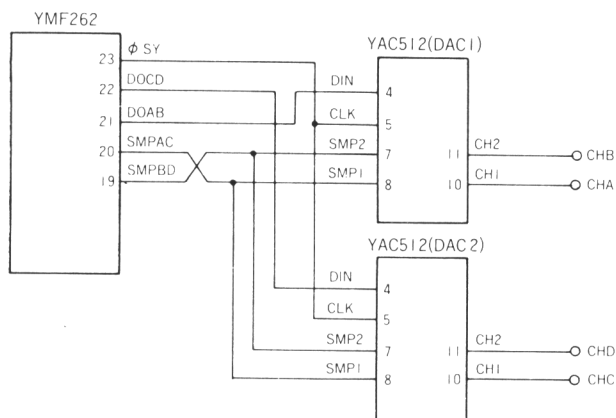 YMF262
YAC512(DAC1)
23 φSY
22 DOCD
21 DOAB
20 SMPAC
19 SMPBD
DIN 4
CLK 5
SMP2 7
SMP1 8
11 CH2 CHB
10 CH1 CHA
YAC512(DAC2)
DIN 4
CLK 5
SMP2 7
SMP1 8
11 CH2 CHD
10 CH1 CHC